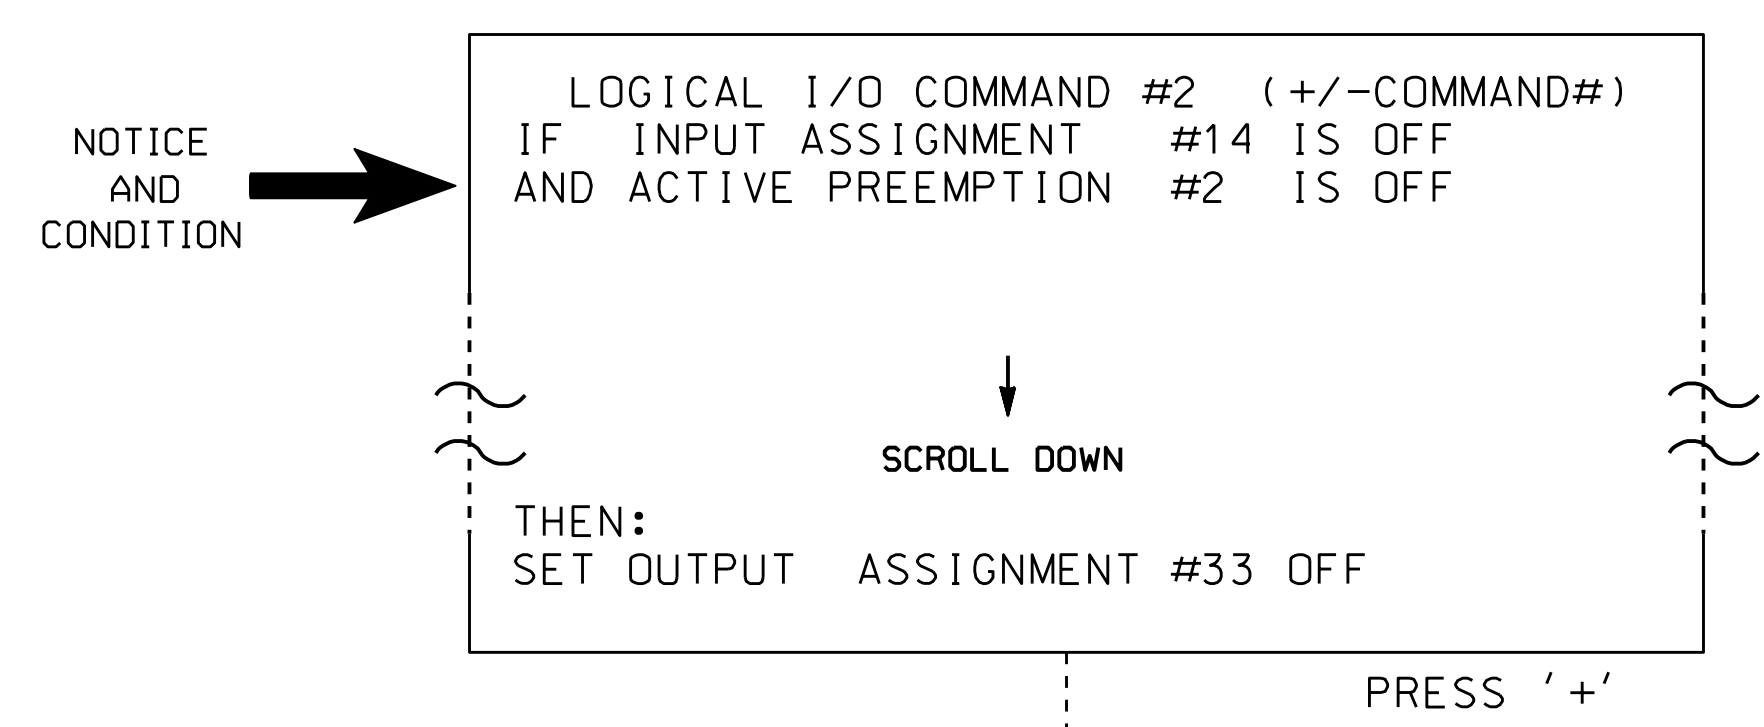 LOGICAL I/O COMMAND #2 (+/-COMMAND#)
IF INPUT ASSIGNMENT #14 IS OFF
AND ACTIVE PREEMPTION #2 IS OFF
NOTICE
AND
CONDITION
SCROLL DOWN
THEN:
SET OUTPUT ASSIGNMENT #33 OFF
PRESS '+'